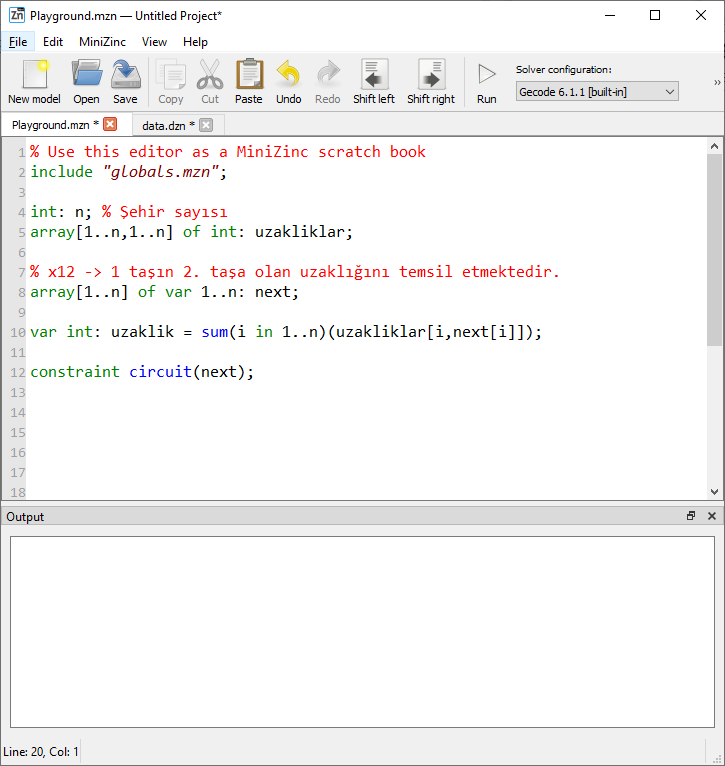 Zn Playground.mzn — Untitled Project*
File Edit MiniZinc View Help
New model Open Save Copy Cut Paste Undo Redo Shift left Shift right Run
Solver configuration:
Gecode 6.1.1 [built-in]
Playground.mzn * data.dzn *
1 % Use this editor as a MiniZinc scratch book
2 include "globals.mzn";
3
4 int: n; % Şehir sayısı
5 array[1..n,1..n] of int: uzakliklar;
6
7 % x12 -> 1 taşın 2. taşa olan uzaklığını temsil etmektedir.
8 array[1..n] of var 1..n: next;
9
10 var int: uzaklik = sum(i in 1..n)(uzakliklar[i,next[i]]);
11
12 constraint circuit(next);
13
14
15
16
17
18
Output
Line: 20, Col: 1